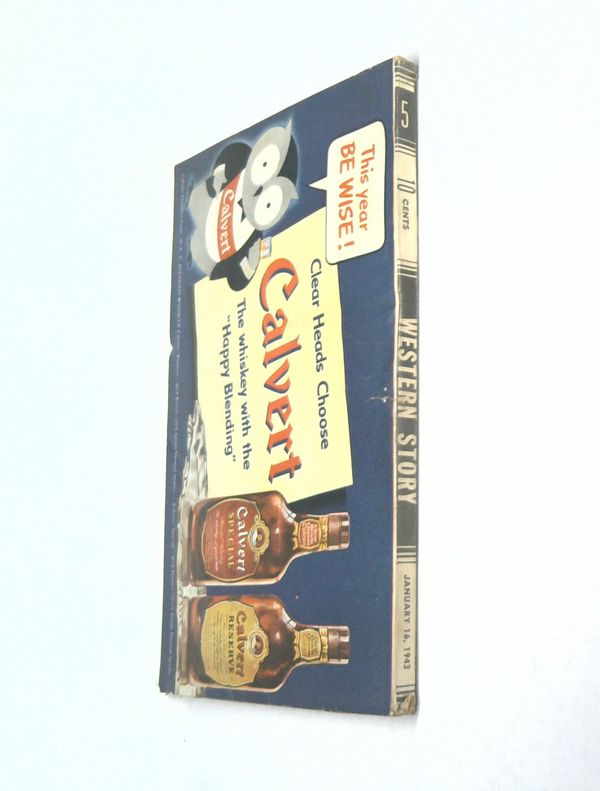 5
10 CENTS
WESTERN STORY
JANUARY 16, 1943
This year
BE WISE!
Calvert
Clear Heads Choose
Calvert
The whiskey with the
"Happy Blending"
Calvert
SPECIAL
Calvert
RESERVE